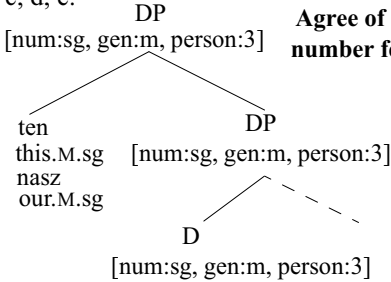 DP
Agree of
[num:sg, gen:m, person:3]
number
ten
DP
this.M.sg
[num:sg, gen:m, person:3]
nasz
our.M.sg
D
[num:sg, gen:m, person:3]